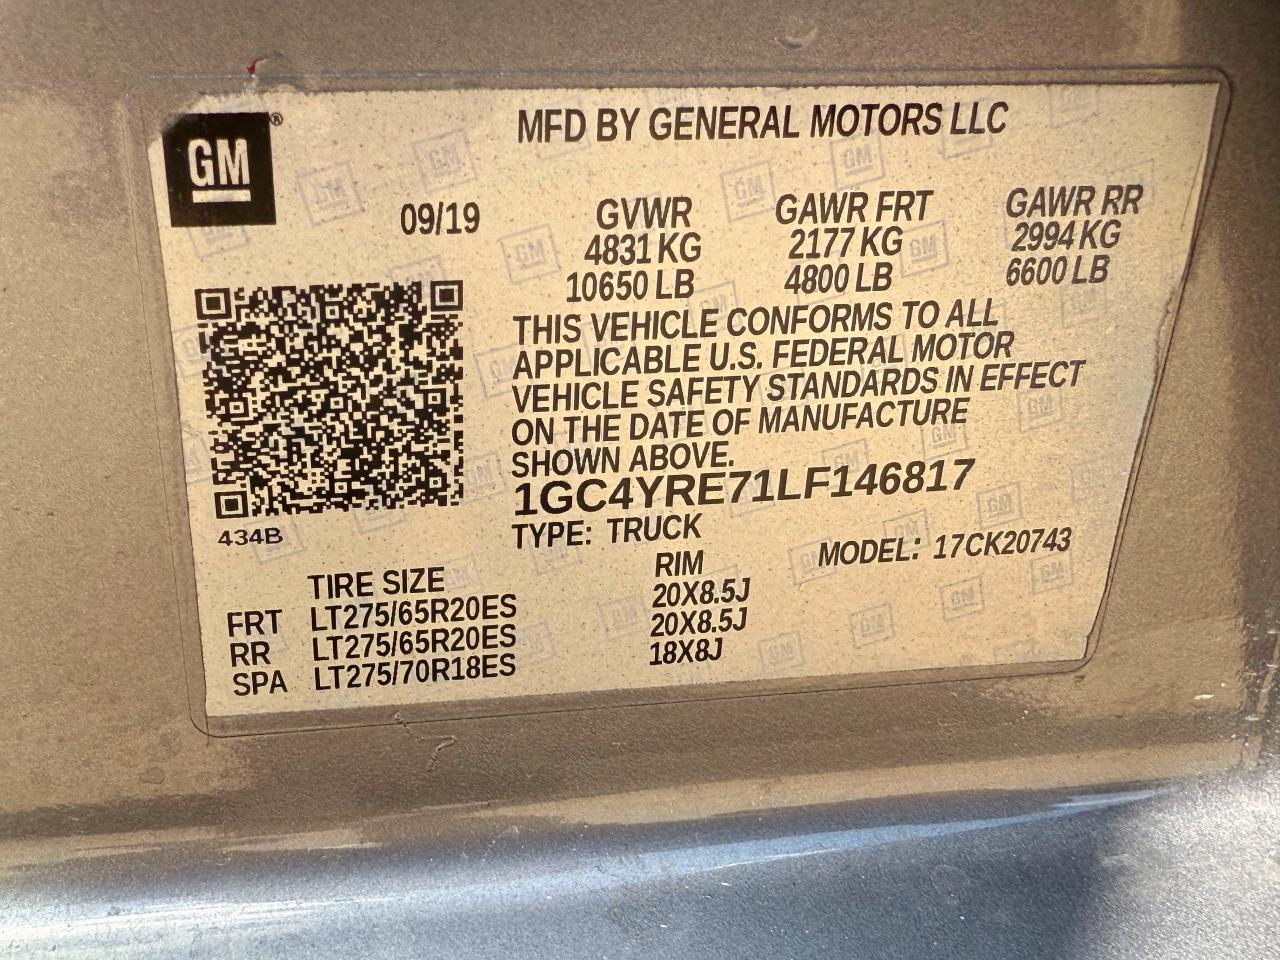 GM®
MFD BY GENERAL MOTORS LLC
09/19
GVWR GAWR FRT GAWR RR
4831 KG 2177 KG 2994 KG
10650 LB 4800 LB 6600 LB
THIS VEHICLE CONFORMS TO ALL
APPLICABLE U.S. FEDERAL MOTOR
VEHICLE SAFETY STANDARDS IN EFFECT
ON THE DATE OF MANUFACTURE
SHOWN ABOVE.
1GC4YRE71LF146817
434B
TYPE: TRUCK
MODEL: 17CK20743
TIRE SIZE RIM
FRT LT275/65R20ES 20X8.5J
RR LT275/65R20ES 20X8.5J
SPA LT275/70R18ES 18X8J